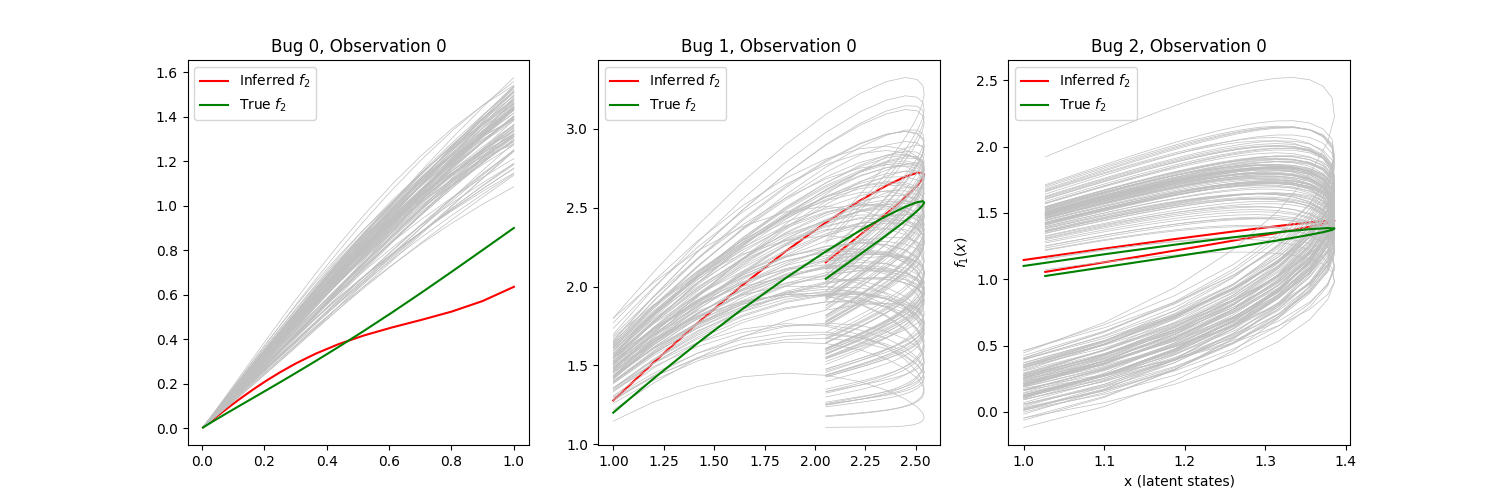 Bug 0, Observation 0
Inferred f₂
True f₂
1.6
1.4
1.2
1.0
0.8
0.6
0.4
0.2
0.0
0.0 0.2 0.4 0.6 0.8 1.0
Bug 1, Observation 0
Inferred f₂
True f₂
3.0
2.5
2.0
1.5
1.0
1.00 1.25 1.50 1.75 2.00 2.25 2.50
Bug 2, Observation 0
Inferred f₂
True f₂
f₁(x)
2.5
2.0
1.5
1.0
0.5
0.0
1.0 1.1 1.2 1.3 1.4
x (latent states)